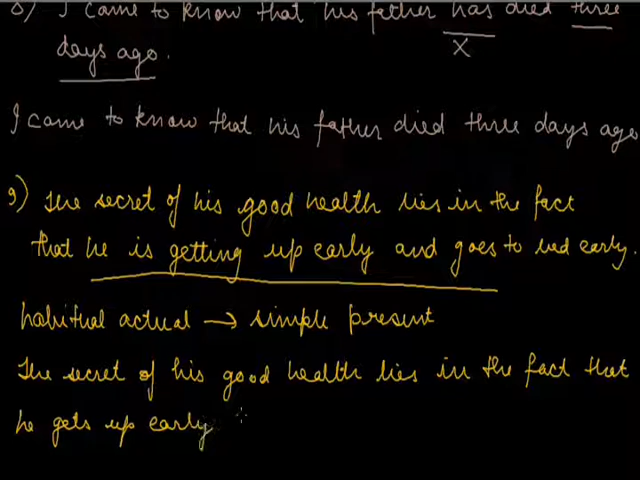 8) I came to know that his father has died three
days ago.
X
I came to know that his father died three days ago
9) The secret of his good health lies in the fact
that he is getting up early and goes to bed early.
habitual actual → simple present
The secret of his good health lies in the fact that
he gets up early